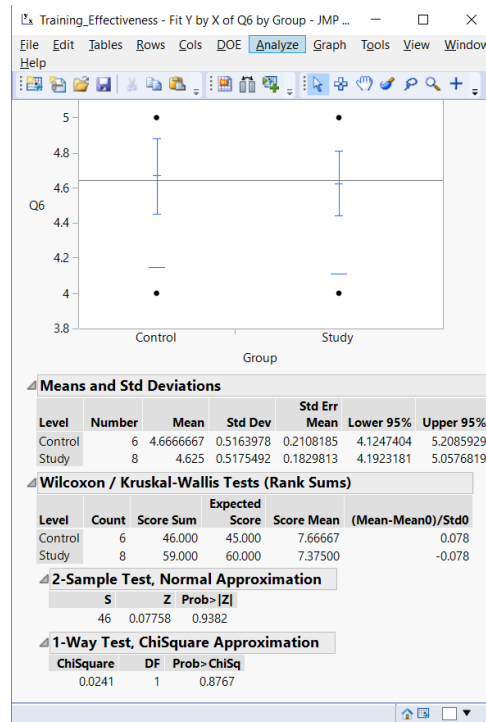 Training_Effectiveness - Fit Y by X of Q6 by Group - JMP ...
File Edit Tables Rows Cols DOE Analyze Graph Tools View Window
Help
5
4.8
4.6
Q6
4.4
4.2
4
3.8
Control Study
Group
Means and Std Deviations
Std Err
Level Number Mean Std Dev Mean Lower 95% Upper 95%
Control 6 4.6666667 0.5163978 0.2108185 4.1247404 5.2085929
Study 8 4.625 0.5175492 0.1829813 4.1923181 5.0576819
Wilcoxon / Kruskal-Wallis Tests (Rank Sums)
Expected
Level Count Score Sum Score Score Mean (Mean-Mean0)/Std0
Control 6 46.000 45.000 7.66667 0.078
Study 8 59.000 60.000 7.37500 -0.078
2-Sample Test, Normal Approximation
S Z Prob>|Z|
46 0.07758 0.9382
1-Way Test, ChiSquare Approximation
ChiSquare DF Prob>ChiSq
0.0241 1 0.8767